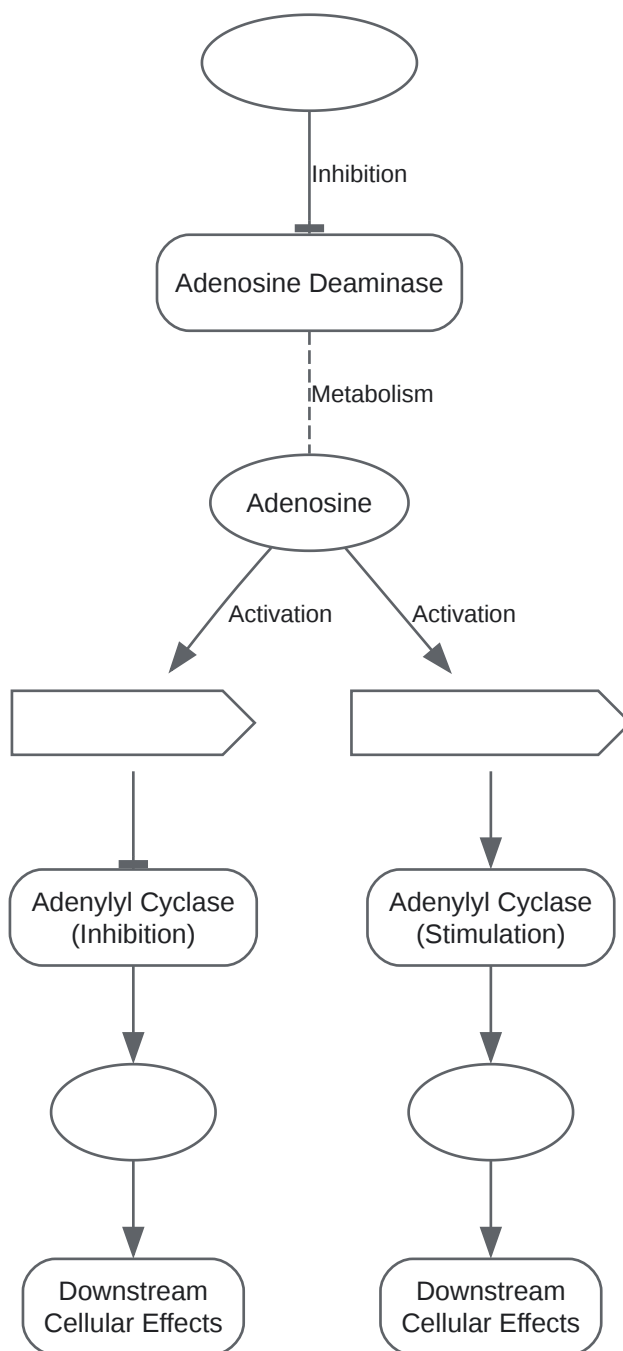 Inhibition
Adenosine Deaminase
Metabolism
Adenosine
Activation
Activation
Adenylyl Cyclase
(Inhibition)
Adenylyl Cyclase
(Stimulation)
Downstream
Cellular Effects
Downstream
Cellular Effects